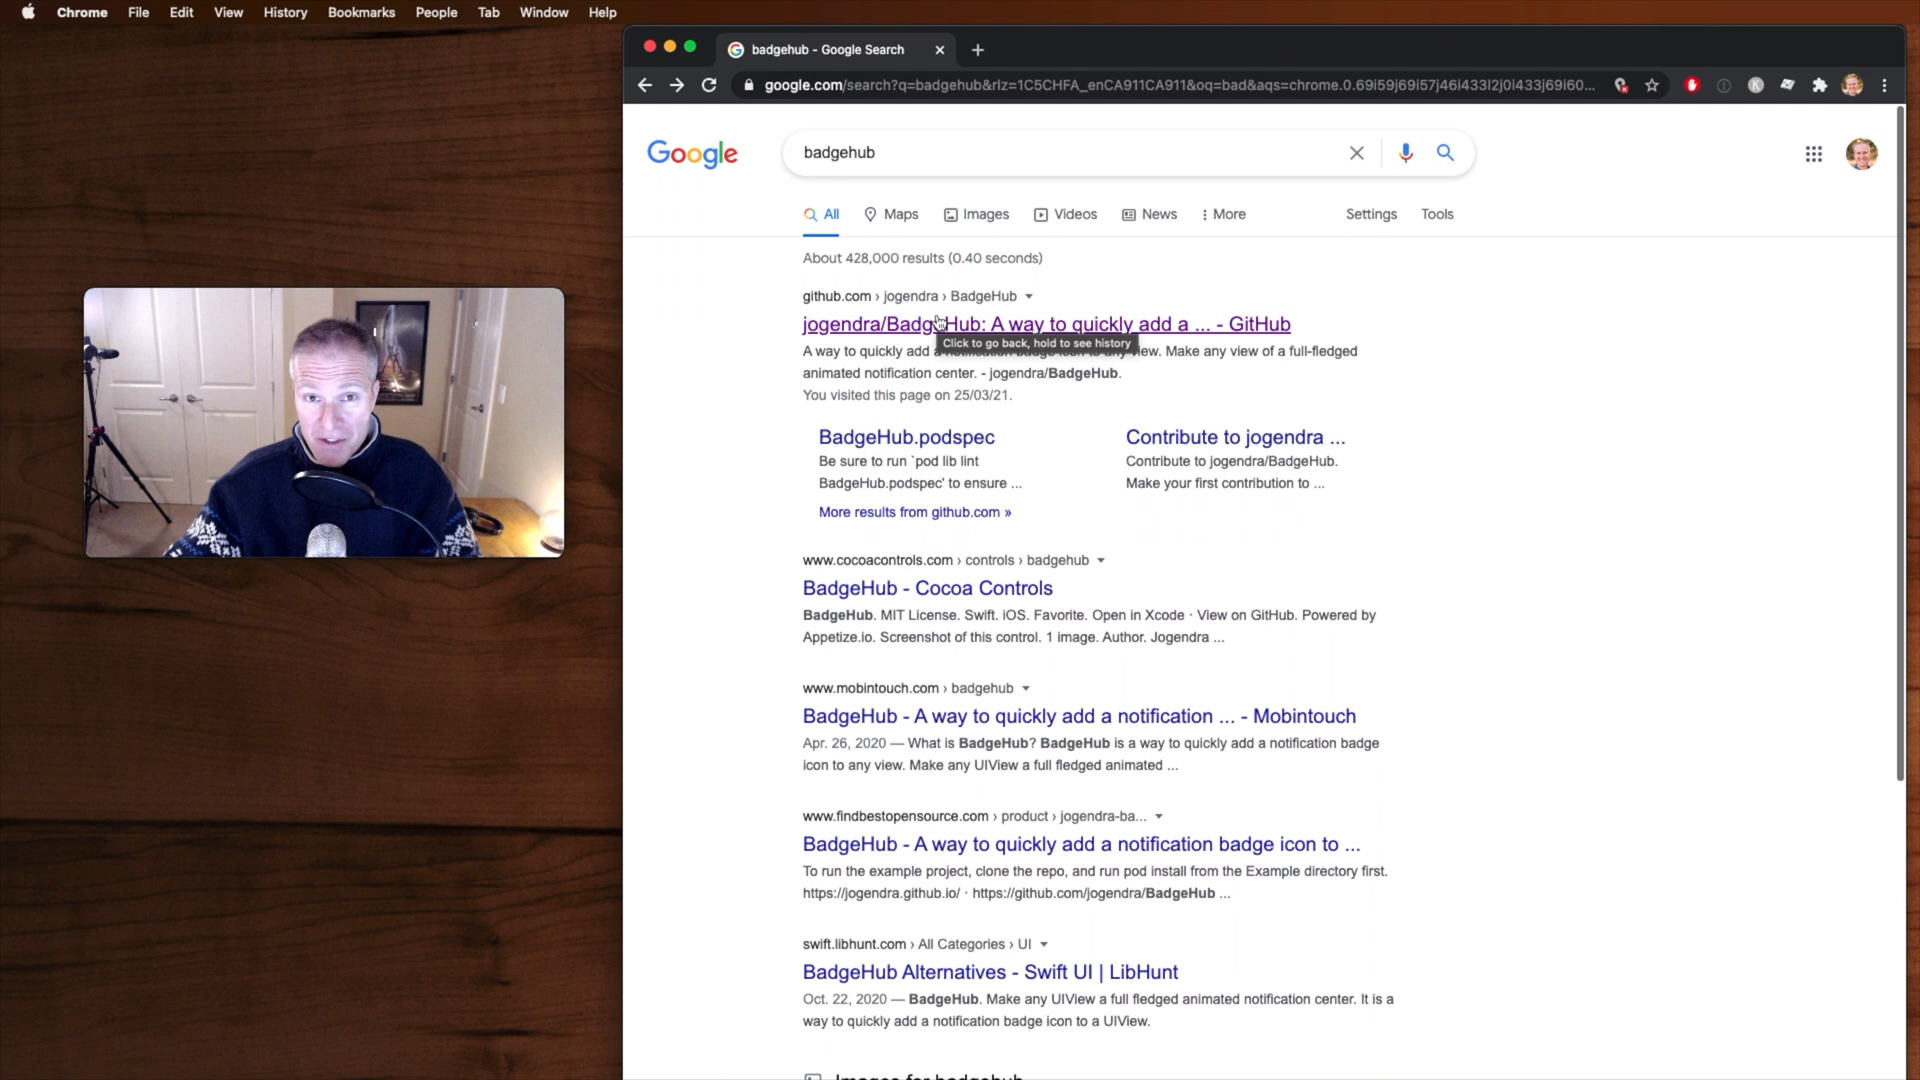 Chrome File Edit View History Bookmarks People Tab Window Help
badgehub - Google Search
google.com/search?q=badgehub&rlz=1C5CHFA_enCA911CA911&oq=bad&aqs=chrome.0.69i59j69i57j46i433l2j0i433j69i60...
Google
badgehub
All Maps Images Videos News More Settings Tools
About 428,000 results (0.40 seconds)
github.com › jogendra › BadgeHub
jogendra/BadgeHub: A way to quickly add a ... - GitHub
Click to go back, hold to see history
A way to quickly add a notification badge icon to any view. Make any view of a full-fledged
animated notification center. - jogendra/BadgeHub.
You visited this page on 25/03/21.
BadgeHub.podspec
Be sure to run `pod lib lint
BadgeHub.podspec' to ensure ...
Contribute to jogendra ...
Contribute to jogendra/BadgeHub.
Make your first contribution to ...
More results from github.com »
www.cocoacontrols.com › controls › badgehub
BadgeHub - Cocoa Controls
BadgeHub. MIT License. Swift. iOS. Favorite. Open in Xcode · View on GitHub. Powered by
Appetize.io. Screenshot of this control. 1 image. Author. Jogendra ...
www.mobintouch.com › badgehub
BadgeHub - A way to quickly add a notification ... - Mobintouch
Apr. 26, 2020 — What is BadgeHub? BadgeHub is a way to quickly add a notification badge
icon to any view. Make any UIView a full fledged animated ...
www.findbestopensource.com › product › jogendra-ba...
BadgeHub - A way to quickly add a notification badge icon to ...
To run the example project, clone the repo, and run pod install from the Example directory first.
https://jogendra.github.io/ · https://github.com/jogendra/BadgeHub ...
swift.libhunt.com › All Categories › UI
BadgeHub Alternatives - Swift UI | LibHunt
Oct. 22, 2020 — BadgeHub. Make any UIView a full fledged animated notification center. It is a
way to quickly add a notification badge icon to a UIView.
Images for badgehub